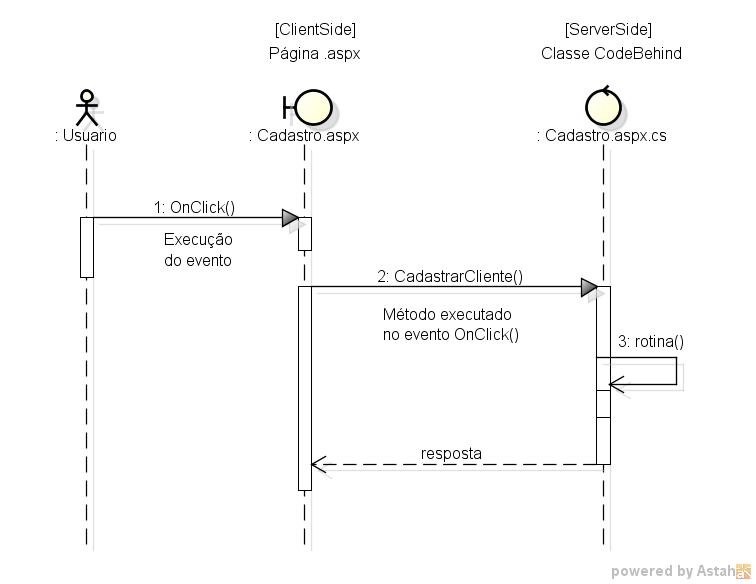 [ClientSide]
Página .aspx
[ServerSide]
Classe CodeBehind
: Usuario
: Cadastro.aspx
: Cadastro.aspx.cs
1: OnClick()
Execução
do evento
2: CadastrarCliente()
Método executado
no evento OnClick()
3: rotina()
resposta
powered by Astah